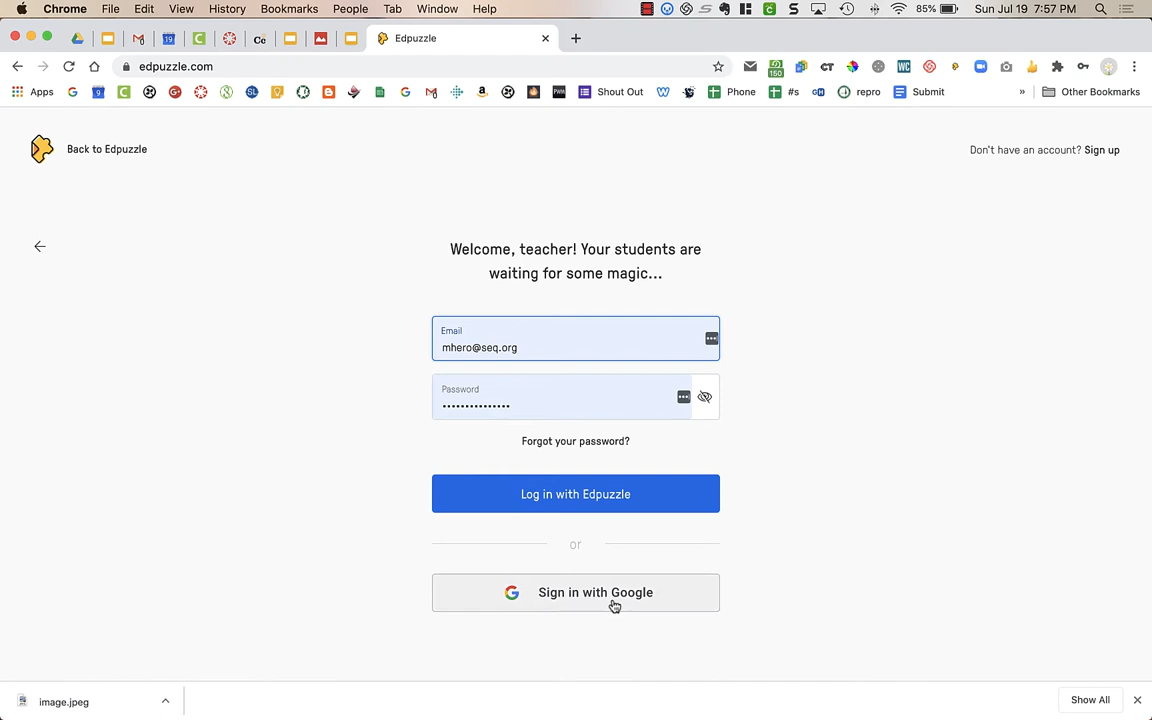 Chrome File Edit View History Bookmarks People Tab Window Help 85% Sun Jul 19 7:57 PM
Edpuzzle
edpuzzle.com
Apps Shout Out Phone #s repro Submit » Other Bookmarks
Back to Edpuzzle
Don't have an account? Sign up
Welcome, teacher! Your students are
waiting for some magic...
Email
mhero@seq.org
Password
•••••••••••••••
Forgot your password?
Log in with Edpuzzle
or
Sign in with Google
image.jpeg
Show All